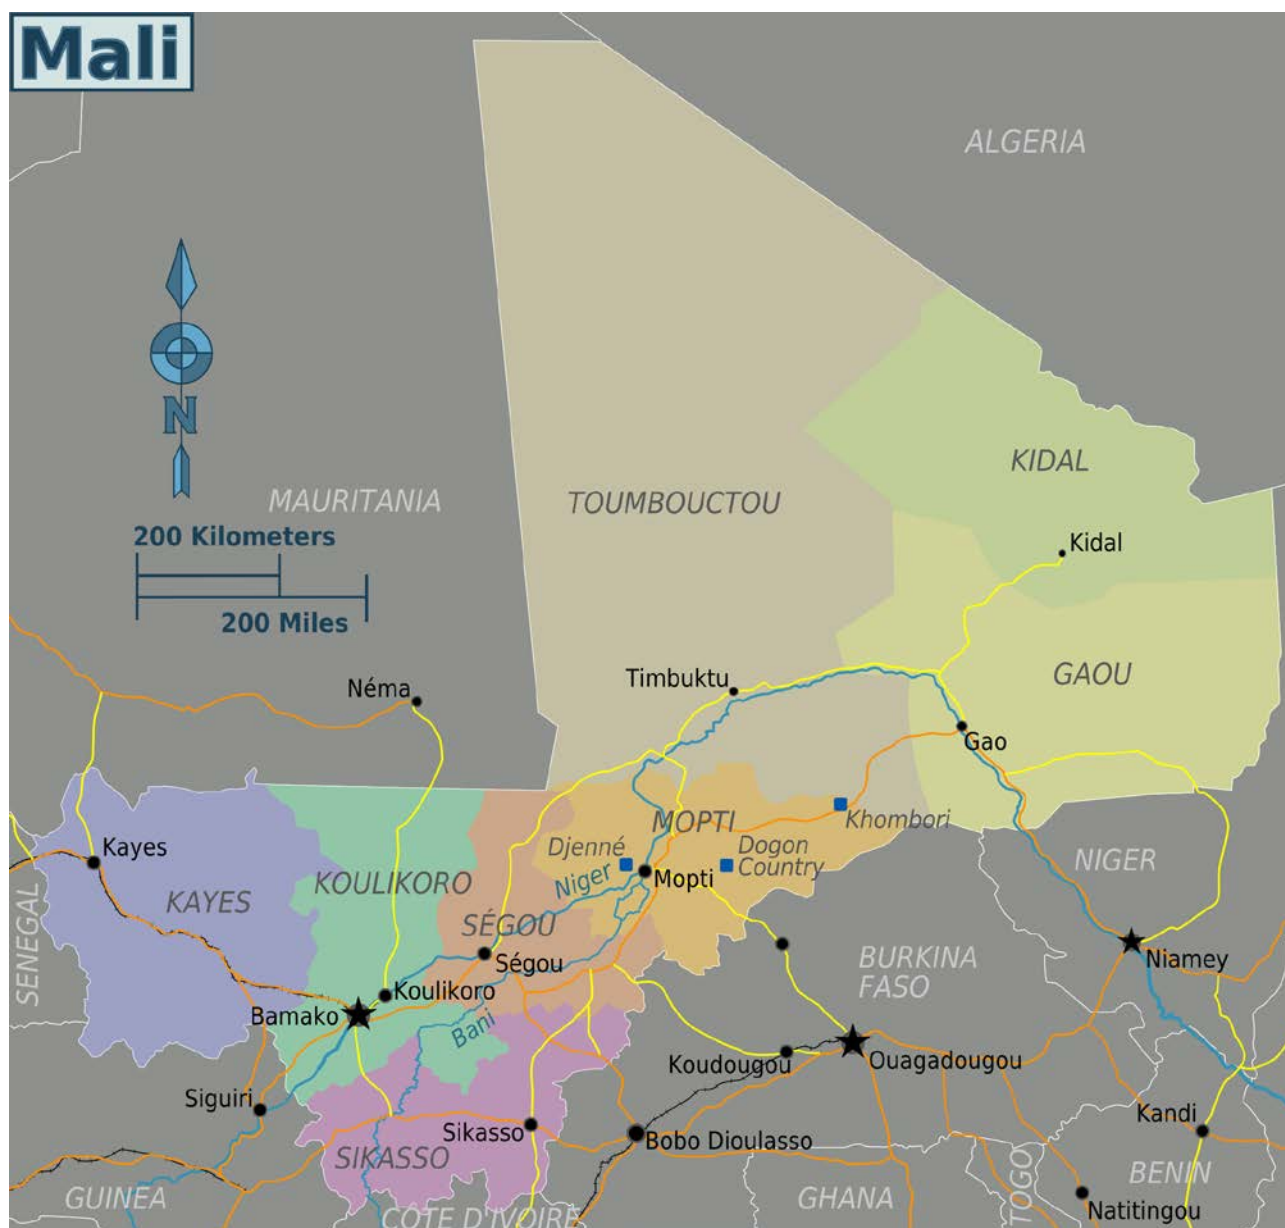 Mali
ALGERIA
KIDAL
MAURITANIA
TOUMBOUCTOU
200 Kilometers
Kidal
200 Miles
GAOU
Timbuktu
Néma
Gao
Khombori
MOPTI
Djenné
Dogon
Country
Kayes
NIGER
KOULIKORO
Niger
Mopti
KAYES
SÉGOU
SENEGAL
Ségou
BURKINA
FASO
Niamey
Koulikoro
Bamako
Bani
Koudougou
Ouagadougou
Siguiri
Kandi
Sikasso
Bobo Dioulasso
SIKASSO
BENIN
GUINEA
GHANA
TOGO
Natitingou
CÔTE D'IVOIRE
N